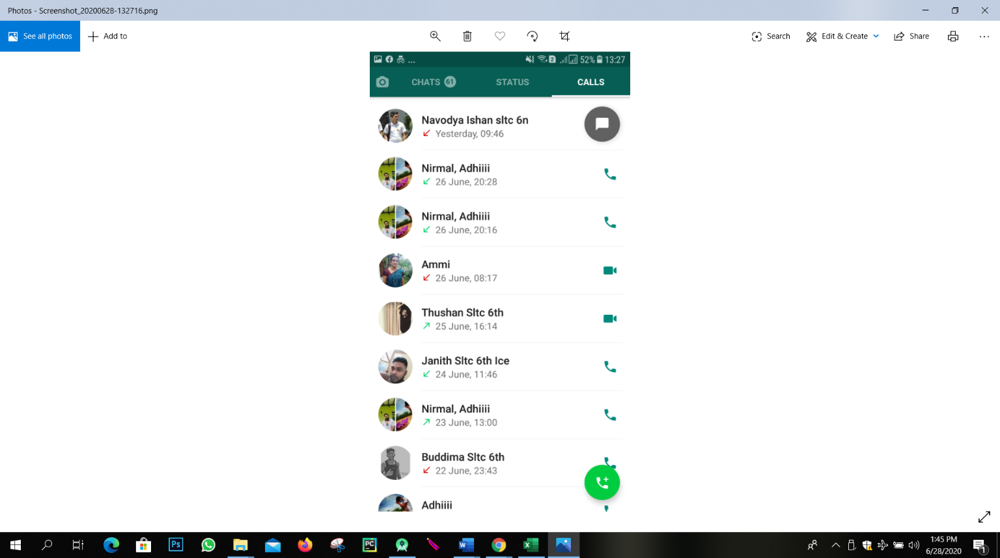 Photos - Screenshot_20200628-132716.png
See all photos
Add to
Search
Edit & Create
Share
...
2 52% 13:27
CHATS 61 STATUS CALLS
Navodya Ishan sltc 6n
Yesterday, 09:46
Nirmal, Adhiiii
26 June, 20:28
Nirmal, Adhiiii
26 June, 20:16
Ammi
26 June, 08:17
Thushan Sltc 6th
25 June, 16:14
Janith Sltc 6th Ice
24 June, 11:46
Nirmal, Adhiiii
23 June, 13:00
Buddima Sltc 6th
22 June, 23:43
Adhiiii
Ps
PC
W
X
1:45 PM
6/28/2020
1